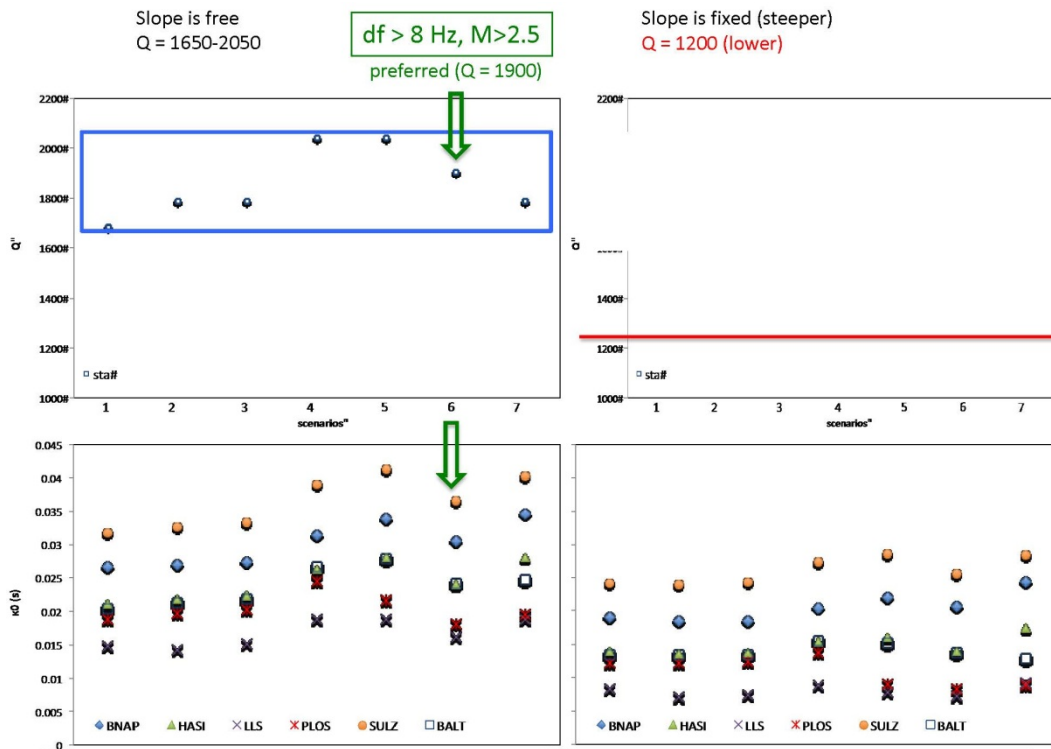 Slope is free
Q = 1650-2050
df > 8 Hz, M>2.5
preferred (Q = 1900)
Slope is fixed (steeper)
Q = 1200 (lower)
2200#
2000#
1800#
1600#
1400#
1200#
1000#
Q"
sta#
1 2 3 4 5 6 7
scenarios"
2200#
1400#
1200#
1000#
sta#
1 2 3 4 5 6 7
scenarios"
0.045
0.04
0.035
0.03
0.025
0.02
0.015
0.01
0.005
0
κ0 (s)
BNAP HASI LLS PLOS SULZ BALT
BNAP HASI LLS PLOS SULZ BALT